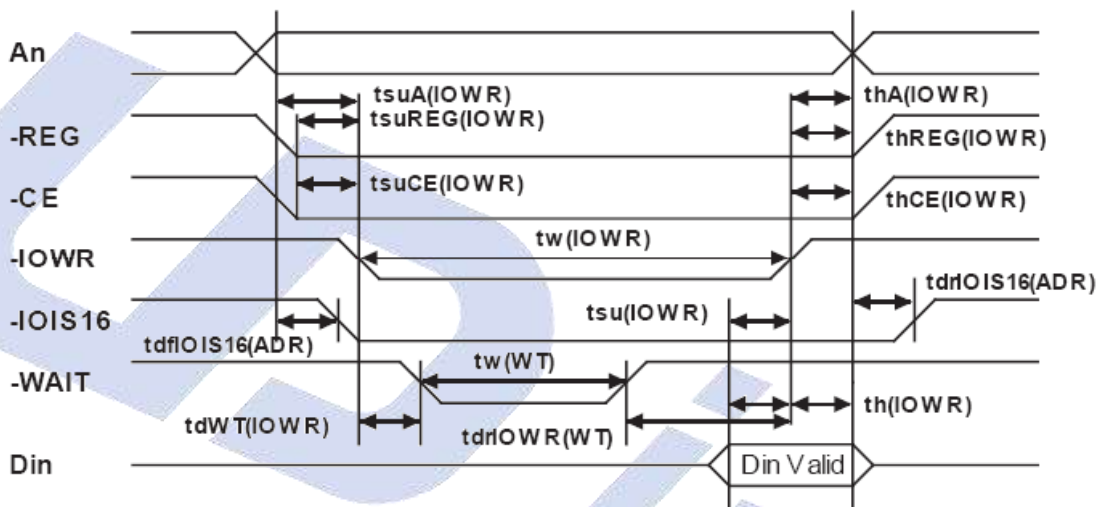 An
tsuA(IOWR)
thA(IOWR)
tsuREG(IOWR)
-REG
thREG(IOWR)
tsuCE(IOWR)
-CE
thCE(IOWR)
tw(IOWR)
-IOWR
tdrIOIS16(ADR)
tsu(IOWR)
-IOIS16
tdfIOIS16(ADR)
tw(WT)
-WAIT
th(IOWR)
tdWT(IOWR)
tdrIOWR(WT)
Din
Din Valid